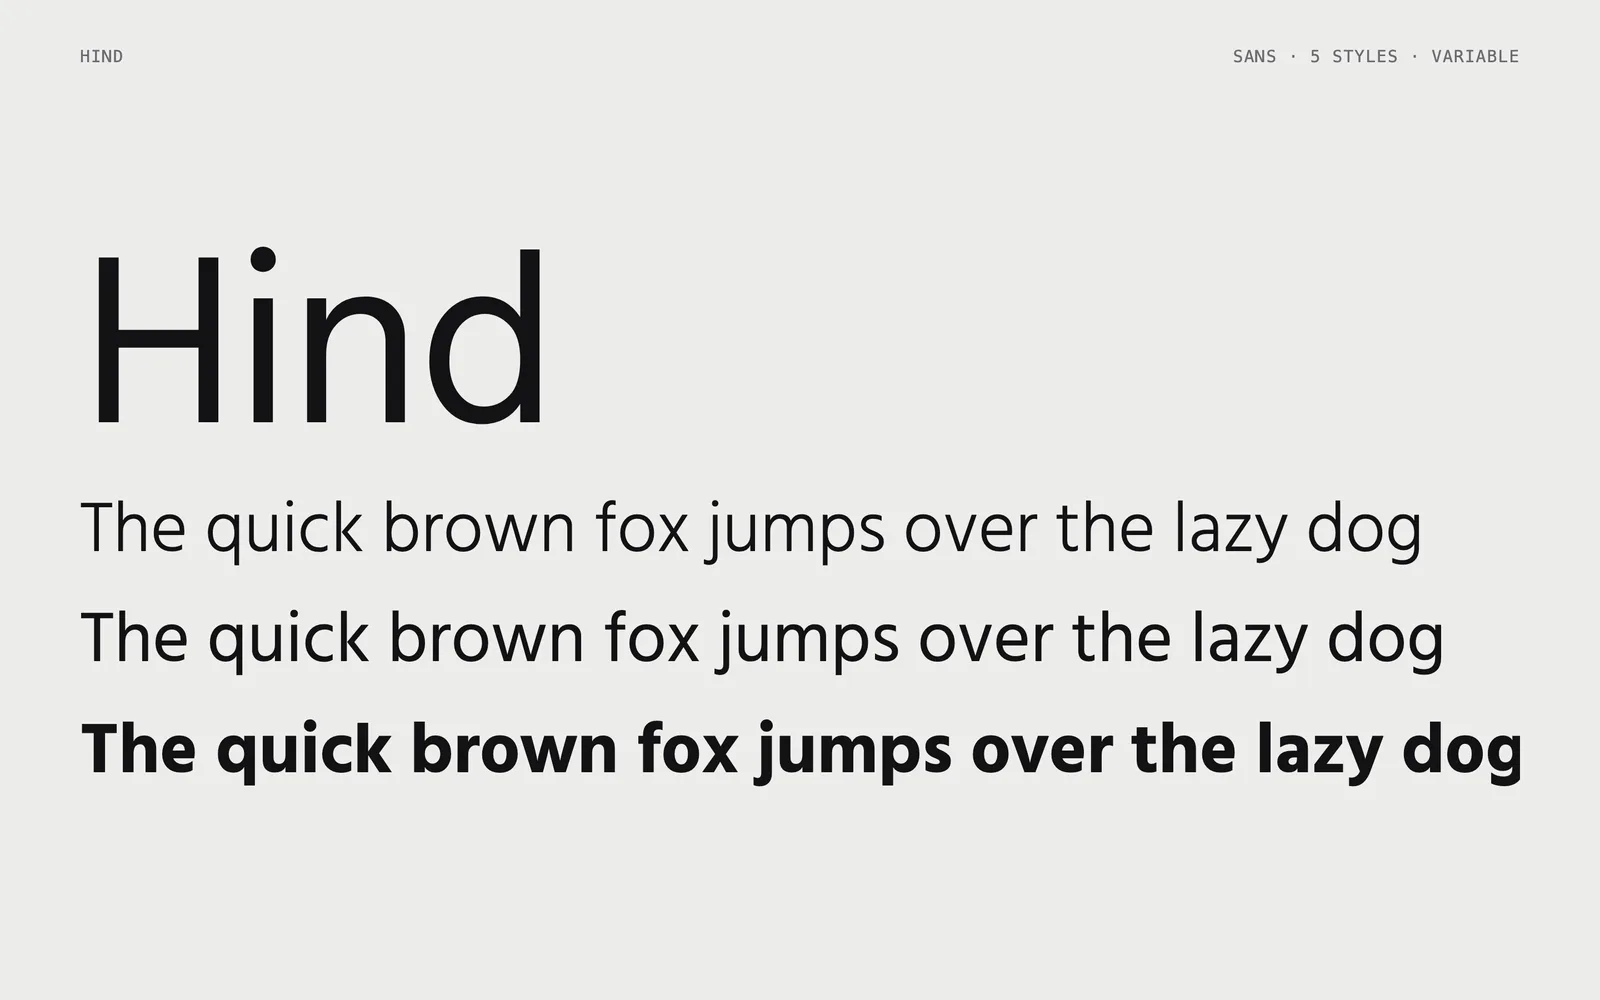 HIND
SANS · 5 STYLES · VARIABLE
Hind
The quick brown fox jumps over the lazy dog
The quick brown fox jumps over the lazy dog
The quick brown fox jumps over the lazy dog